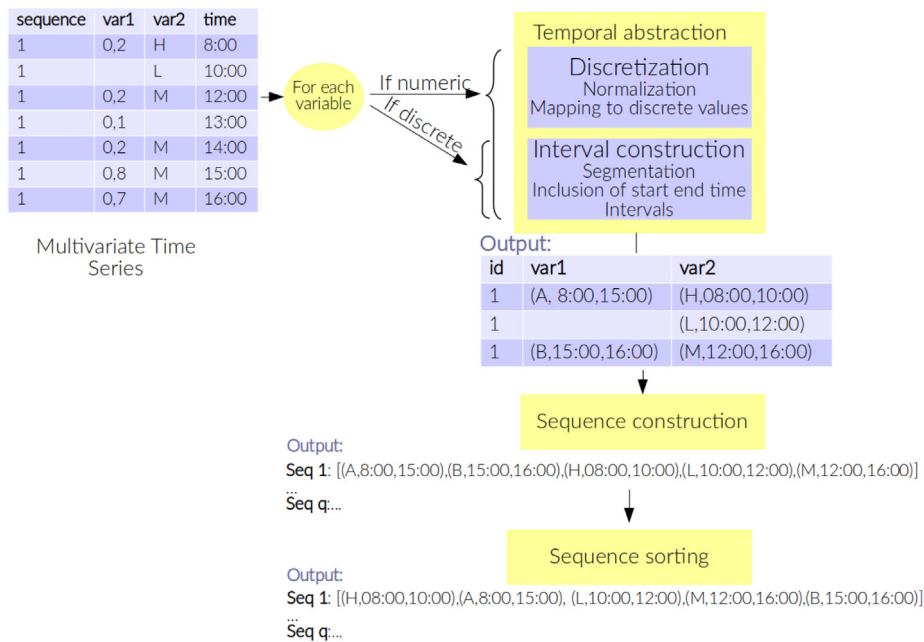 sequence var1 var2 time
1 0,2 H 8:00
1 L 10:00
1 0,2 M 12:00
1 0,1 13:00
1 0,2 M 14:00
1 0,8 M 15:00
1 0,7 M 16:00
Multivariate Time
Series
For each
variable
If numeric
If discrete
Temporal abstraction
Discretization
Normalization
Mapping to discrete values
Interval construction
Segmentation
Inclusion of start end time
Intervals
Output:
id var1 var2
1 (A, 8:00,15:00) (H,08:00,10:00)
1 (L,10:00,12:00)
1 (B,15:00,16:00) (M,12:00,16:00)
Sequence construction
Output:
Seq 1: [(A,8:00,15:00),(B,15:00,16:00),(H,08:00,10:00),(L,10:00,12:00),(M,12:00,16:00)]
...
Seq q:...
Sequence sorting
Output:
Seq 1: [(H,08:00,10:00),(A,8:00,15:00), (L,10:00,12:00),(M,12:00,16:00),(B,15:00,16:00)]
...
Seq q:...